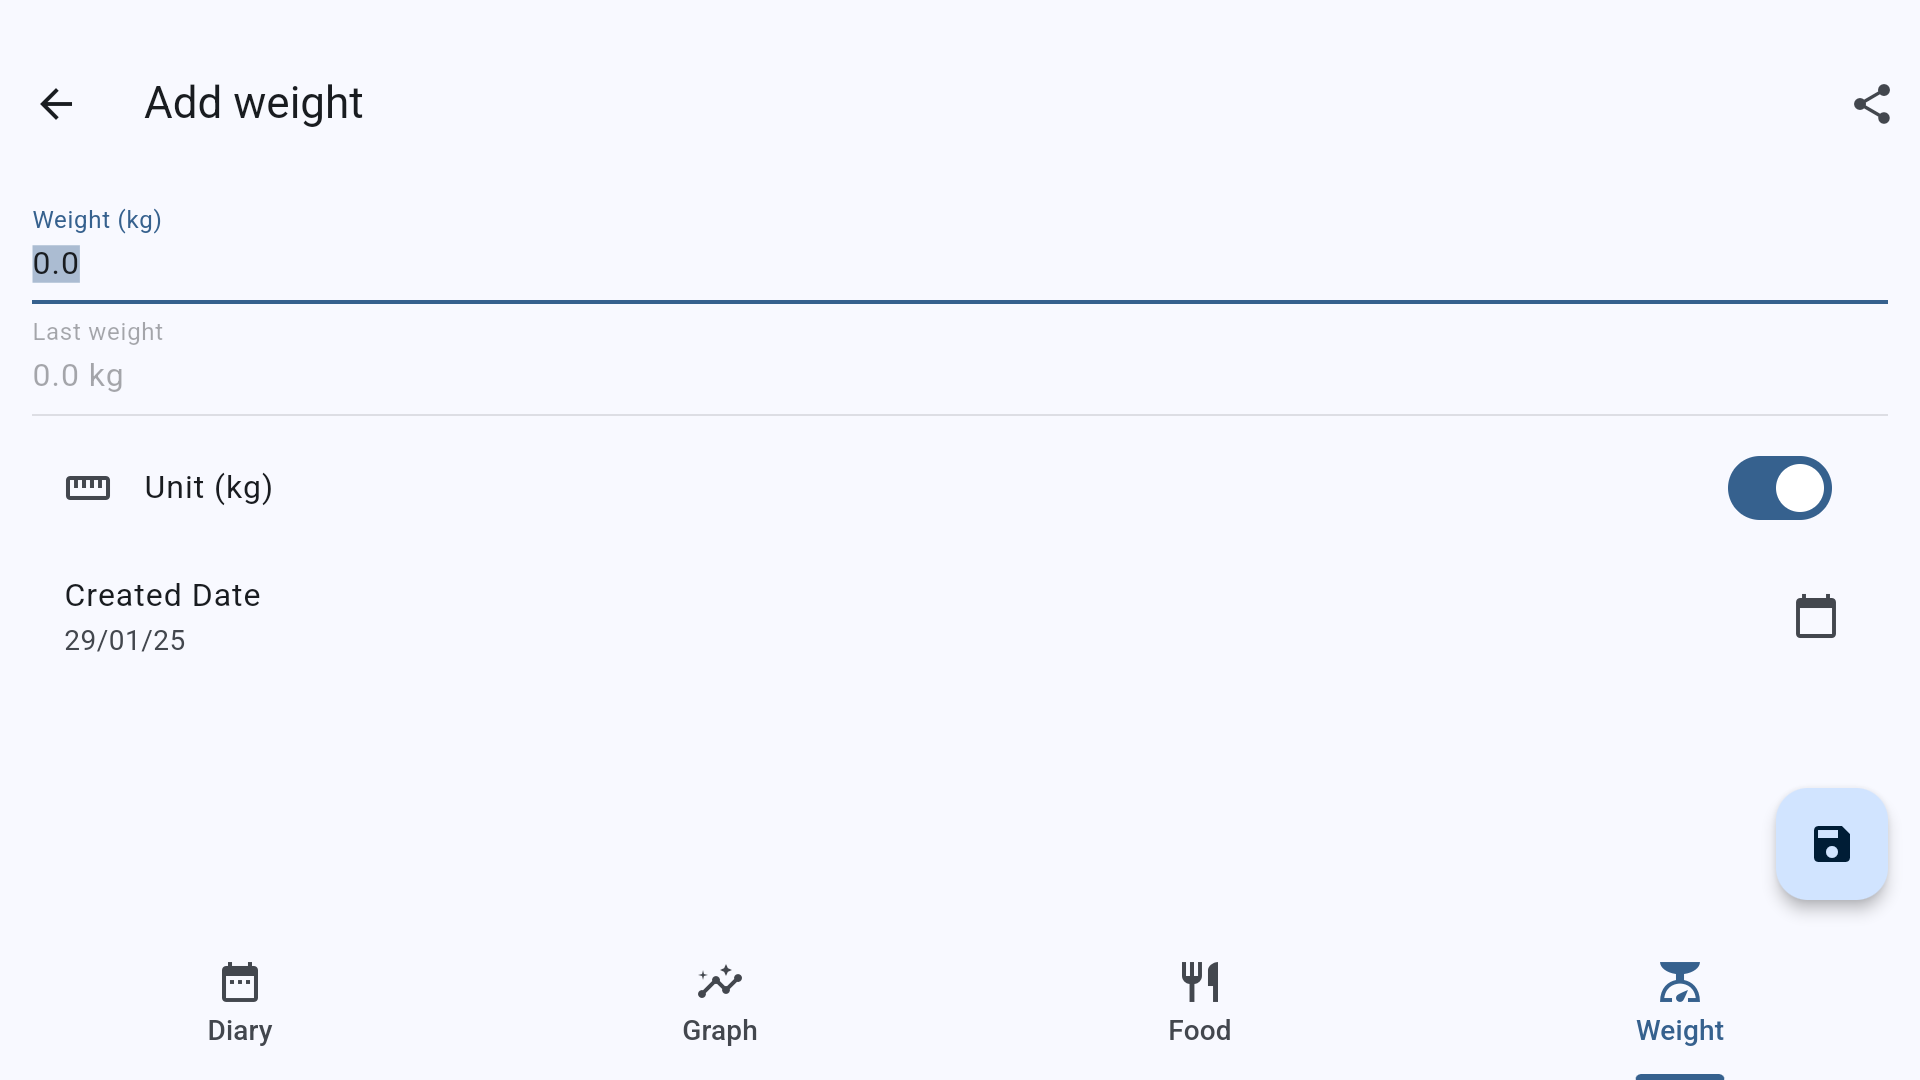 Add weight
Weight (kg)
0.0
Last weight
0.0 kg
Unit (kg)
Created Date
29/01/25
Diary
Graph
Food
Weight